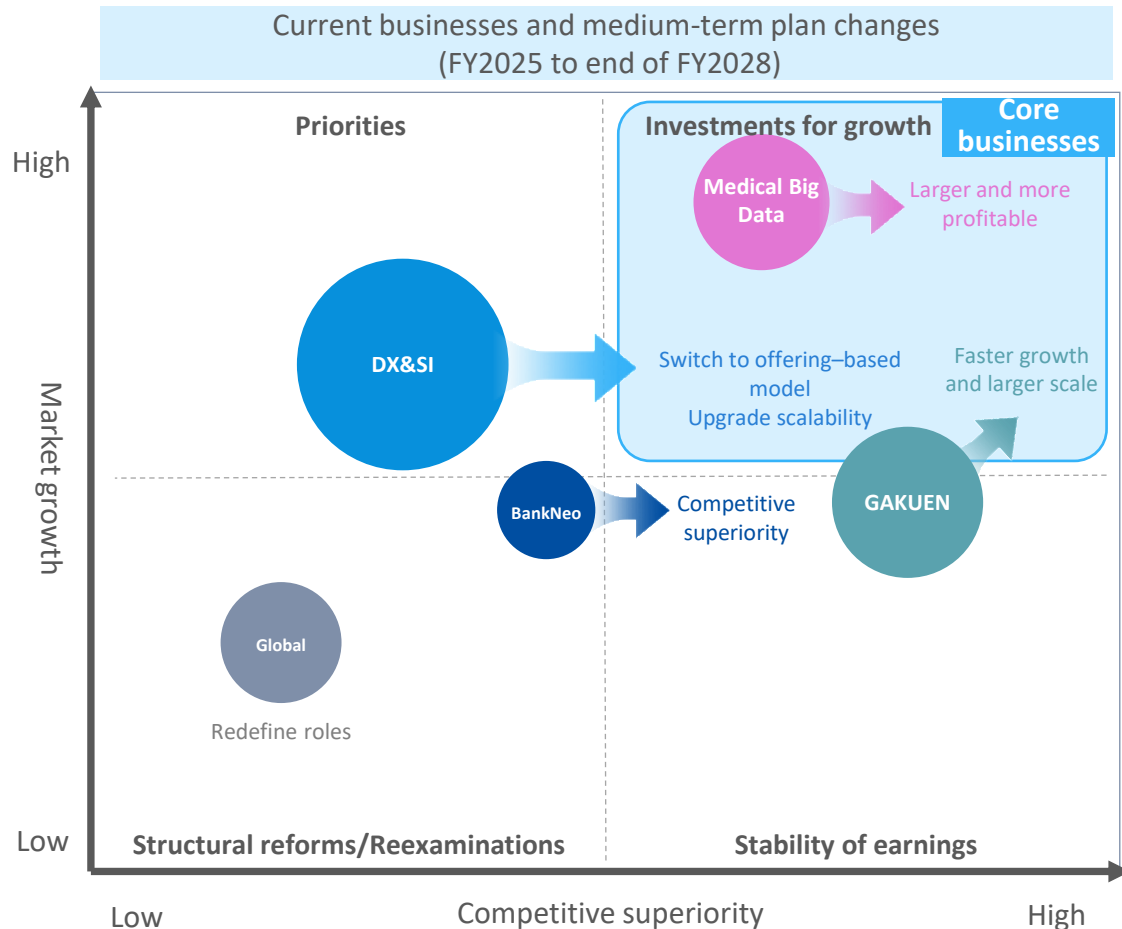 Current businesses and medium-term plan changes
(FY2025 to end of FY2028)
Priorities
Investments for growth
Core
businesses
High
Medical Big
Data
Larger and more
profitable
DX&SI
Switch to offering–based
model
Upgrade scalability
Faster growth
and larger scale
Market growth
BankNeo
Competitive
superiority
GAKUEN
Global
Redefine roles
Low
Structural reforms/Reexaminations
Stability of earnings
Low
Competitive superiority
High